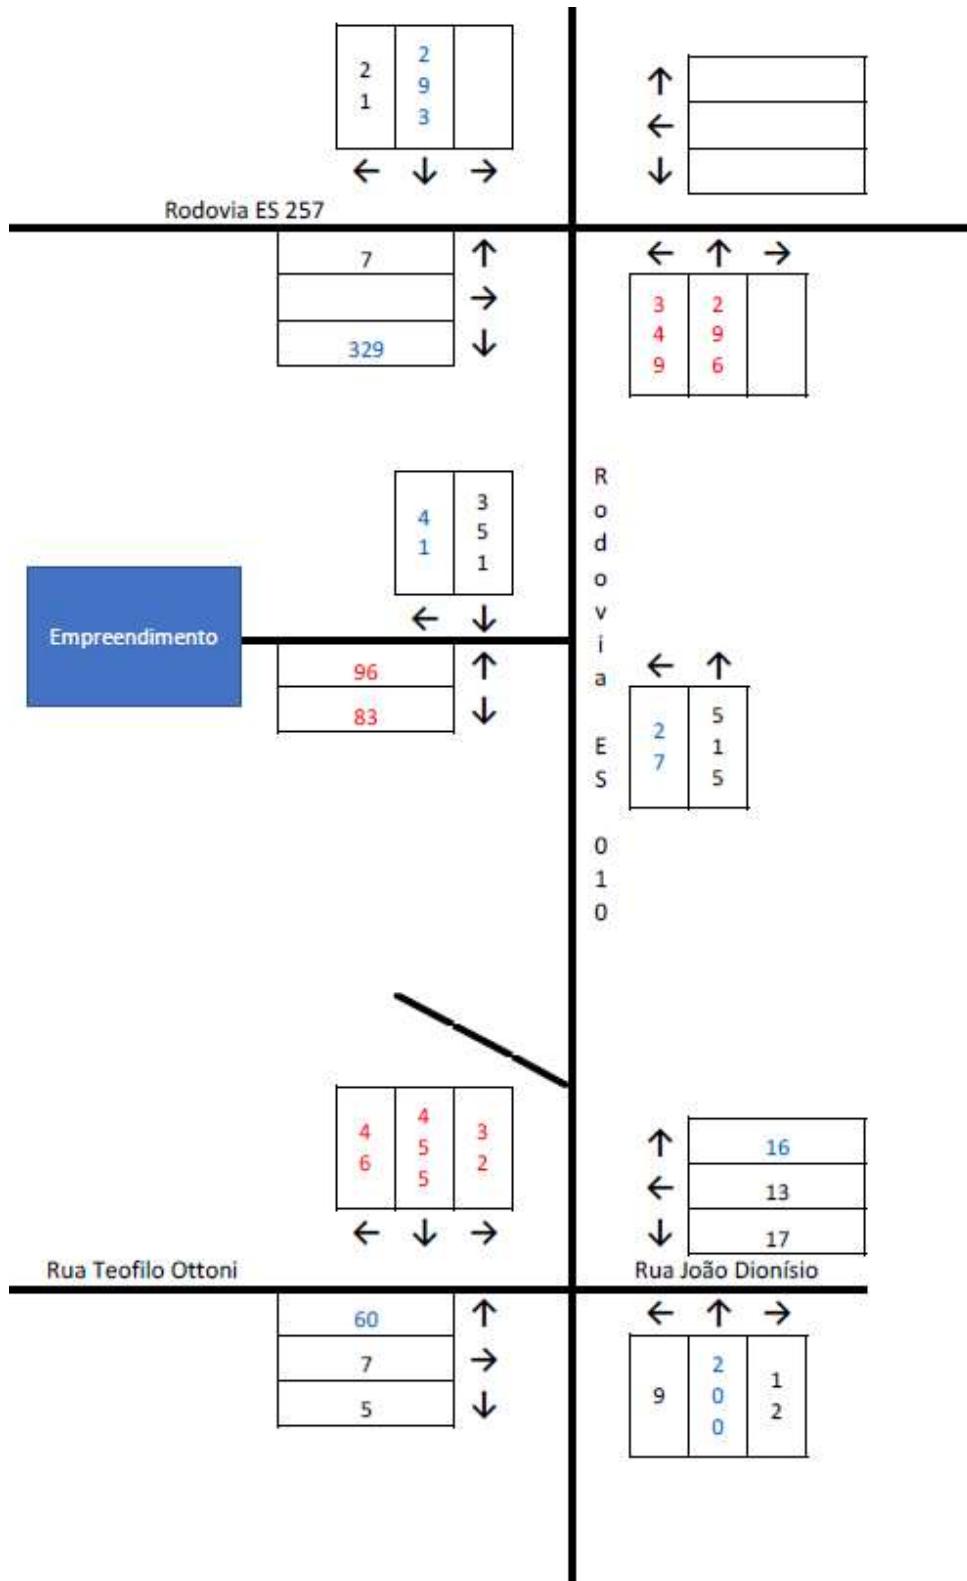 21 293
↑
←
↓
← ↓ →
Rodovia ES 257
7 ↑
→
329 ↓
← ↑ →
349 296
41 351
← ↓
Rodovia ES 010
Empreendimento
96 ↑
83 ↓
← ↑
27 515
46 455 32
← ↓ →
↑ 16
← 13
↓ 17
Rua Teofilo Ottoni
Rua João Dionísio
60 ↑
7 →
5 ↓
← ↑ →
9 200 12